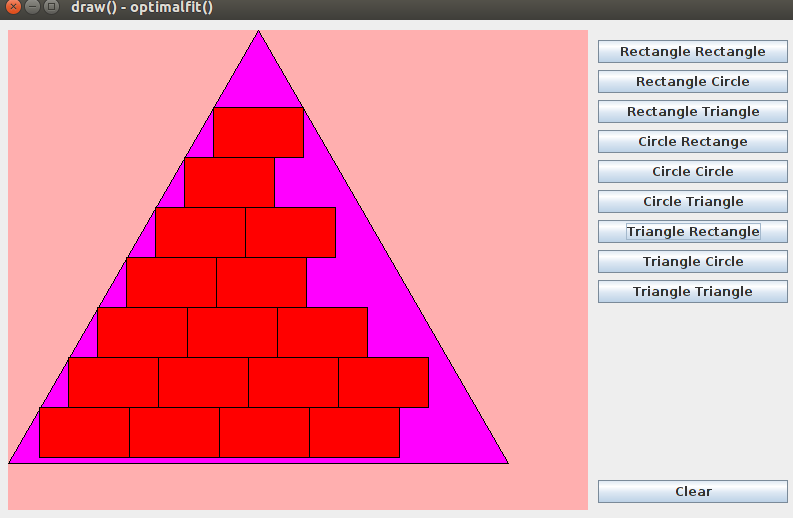 draw() - optimalfit()
Rectangle Rectangle
Rectangle Circle
Rectangle Triangle
Circle Rectange
Circle Circle
Circle Triangle
Triangle Rectangle
Triangle Circle
Triangle Triangle
Clear